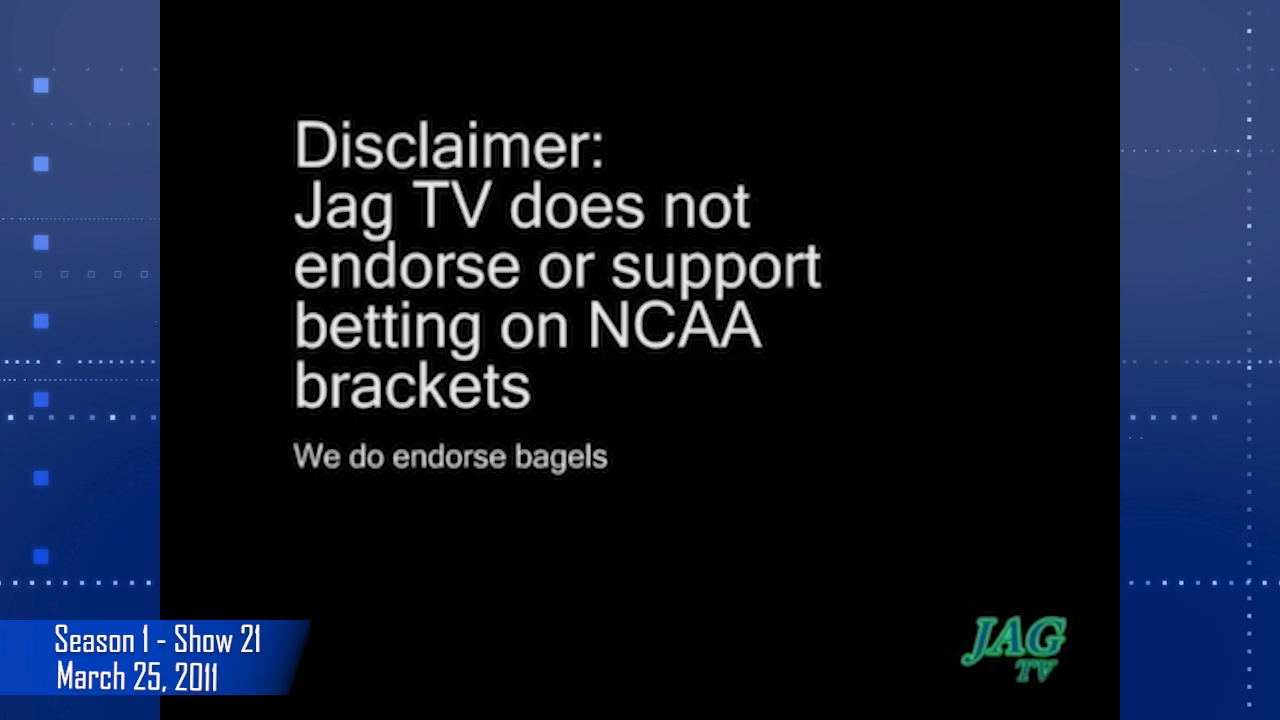 Disclaimer:
Jag TV does not
endorse or support
betting on NCAA
brackets
We do endorse bagels
Season 1 - Show 21
March 25, 2011
JAG
TV